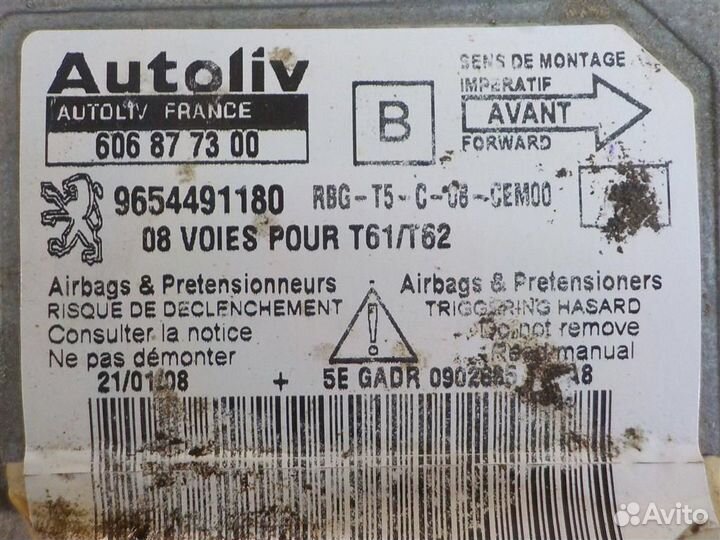 Autoliv
AUTOLIV FRANCE
606 87 73 00
B
SENS DE MONTAGE
IMPERATIF
AVANT
FORWARD
9654491180 RBG-T5-C-08-CEM00
08 VOIES POUR T61/T62
Airbags & Pretensionneurs
RISQUE DE DECLENCHEMENT
Consulter la notice
Ne pas démonter
Airbags & Pretensioners
TRIGGERING HASARD
Do not remove
Read manual
21/01/08 + 5E GADR
Avito